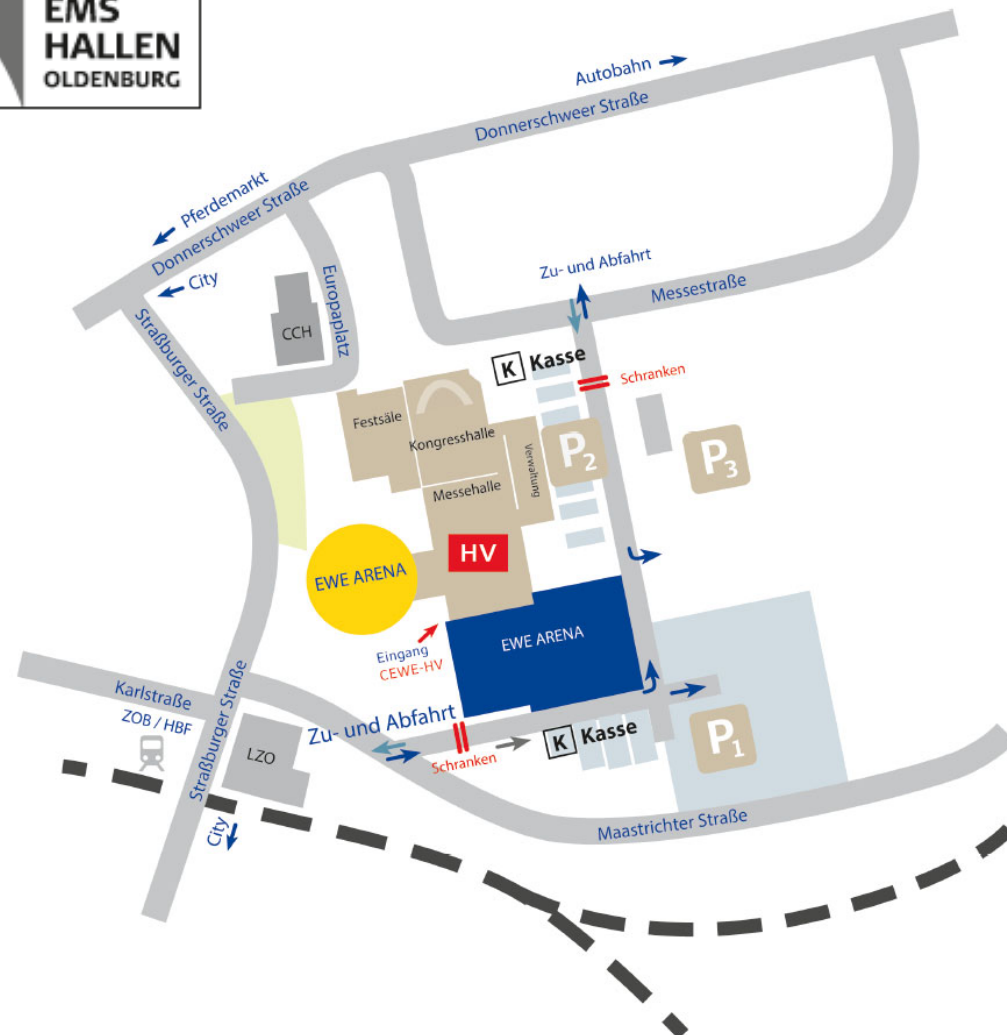 EMS
HALLEN
OLDENBURG
Autobahn
Donnerschweer Straße
Pferdemarkt
Donnerschweer Straße
City
Europaplatz
CCH
Straßburger Straße
Zu- und Abfahrt
Messestraße
K Kasse
Schranken
Festsäle
Kongresshalle
Verwaltung
P2
P3
Messehalle
HV
EWE ARENA
EWE ARENA
Eingang
CEWE-HV
Karlstraße
ZOB / HBF
Straßburger Straße
LZO
Zu- und Abfahrt
Schranken
K Kasse
P1
Maastrichter Straße
City